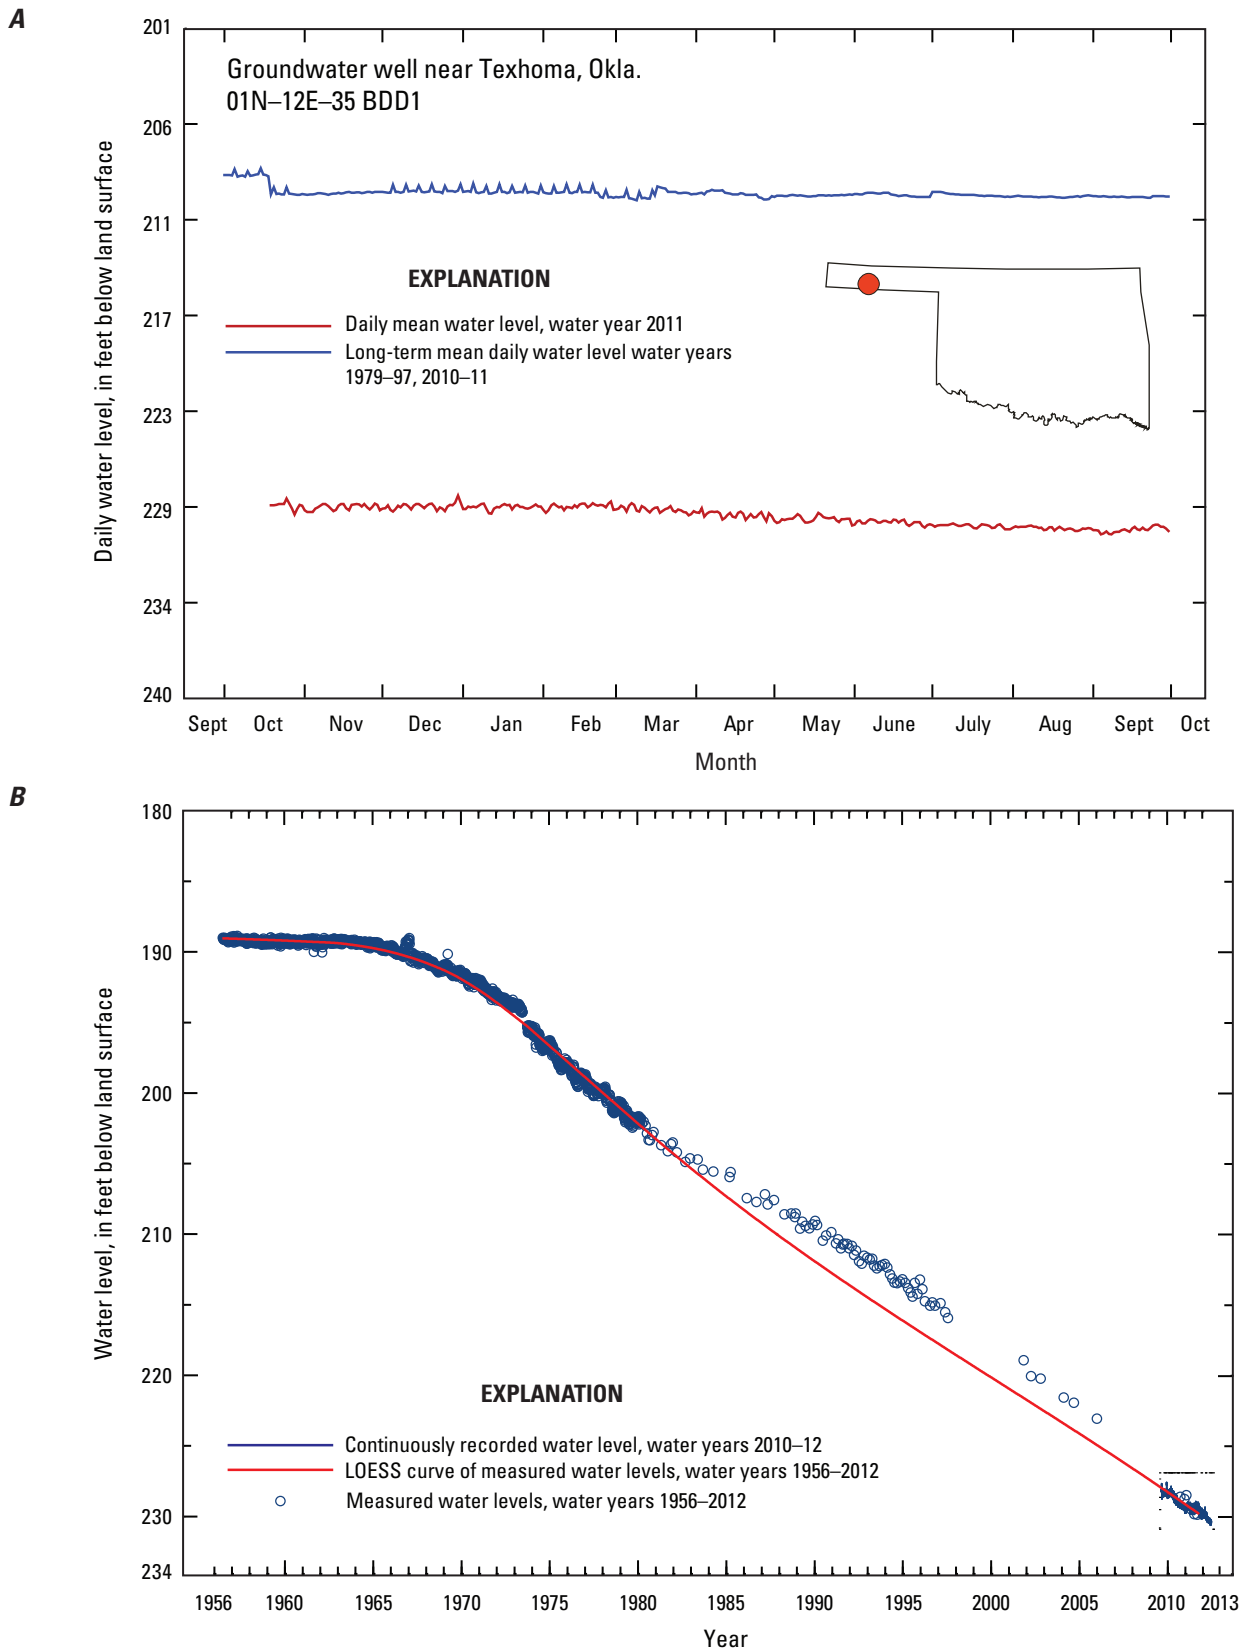 A
201
Groundwater well near Texhoma, Okla.
01N–12E–35 BDD1
206
211
217
223
229
234
240
Daily water level, in feet below land surface
EXPLANATION
Daily mean water level, water year 2011
Long-term mean daily water level water years
1979–97, 2010–11
Sept Oct Nov Dec Jan Feb Mar Apr May June July Aug Sept Oct
Month
B
180
190
200
210
220
230
234
Water level, in feet below land surface
EXPLANATION
Continuously recorded water level, water years 2010–12
LOESS curve of measured water levels, water years 1956–2012
Measured water levels, water years 1956–2012
1956 1960 1965 1970 1975 1980 1985 1990 1995 2000 2005 2010 2013
Year